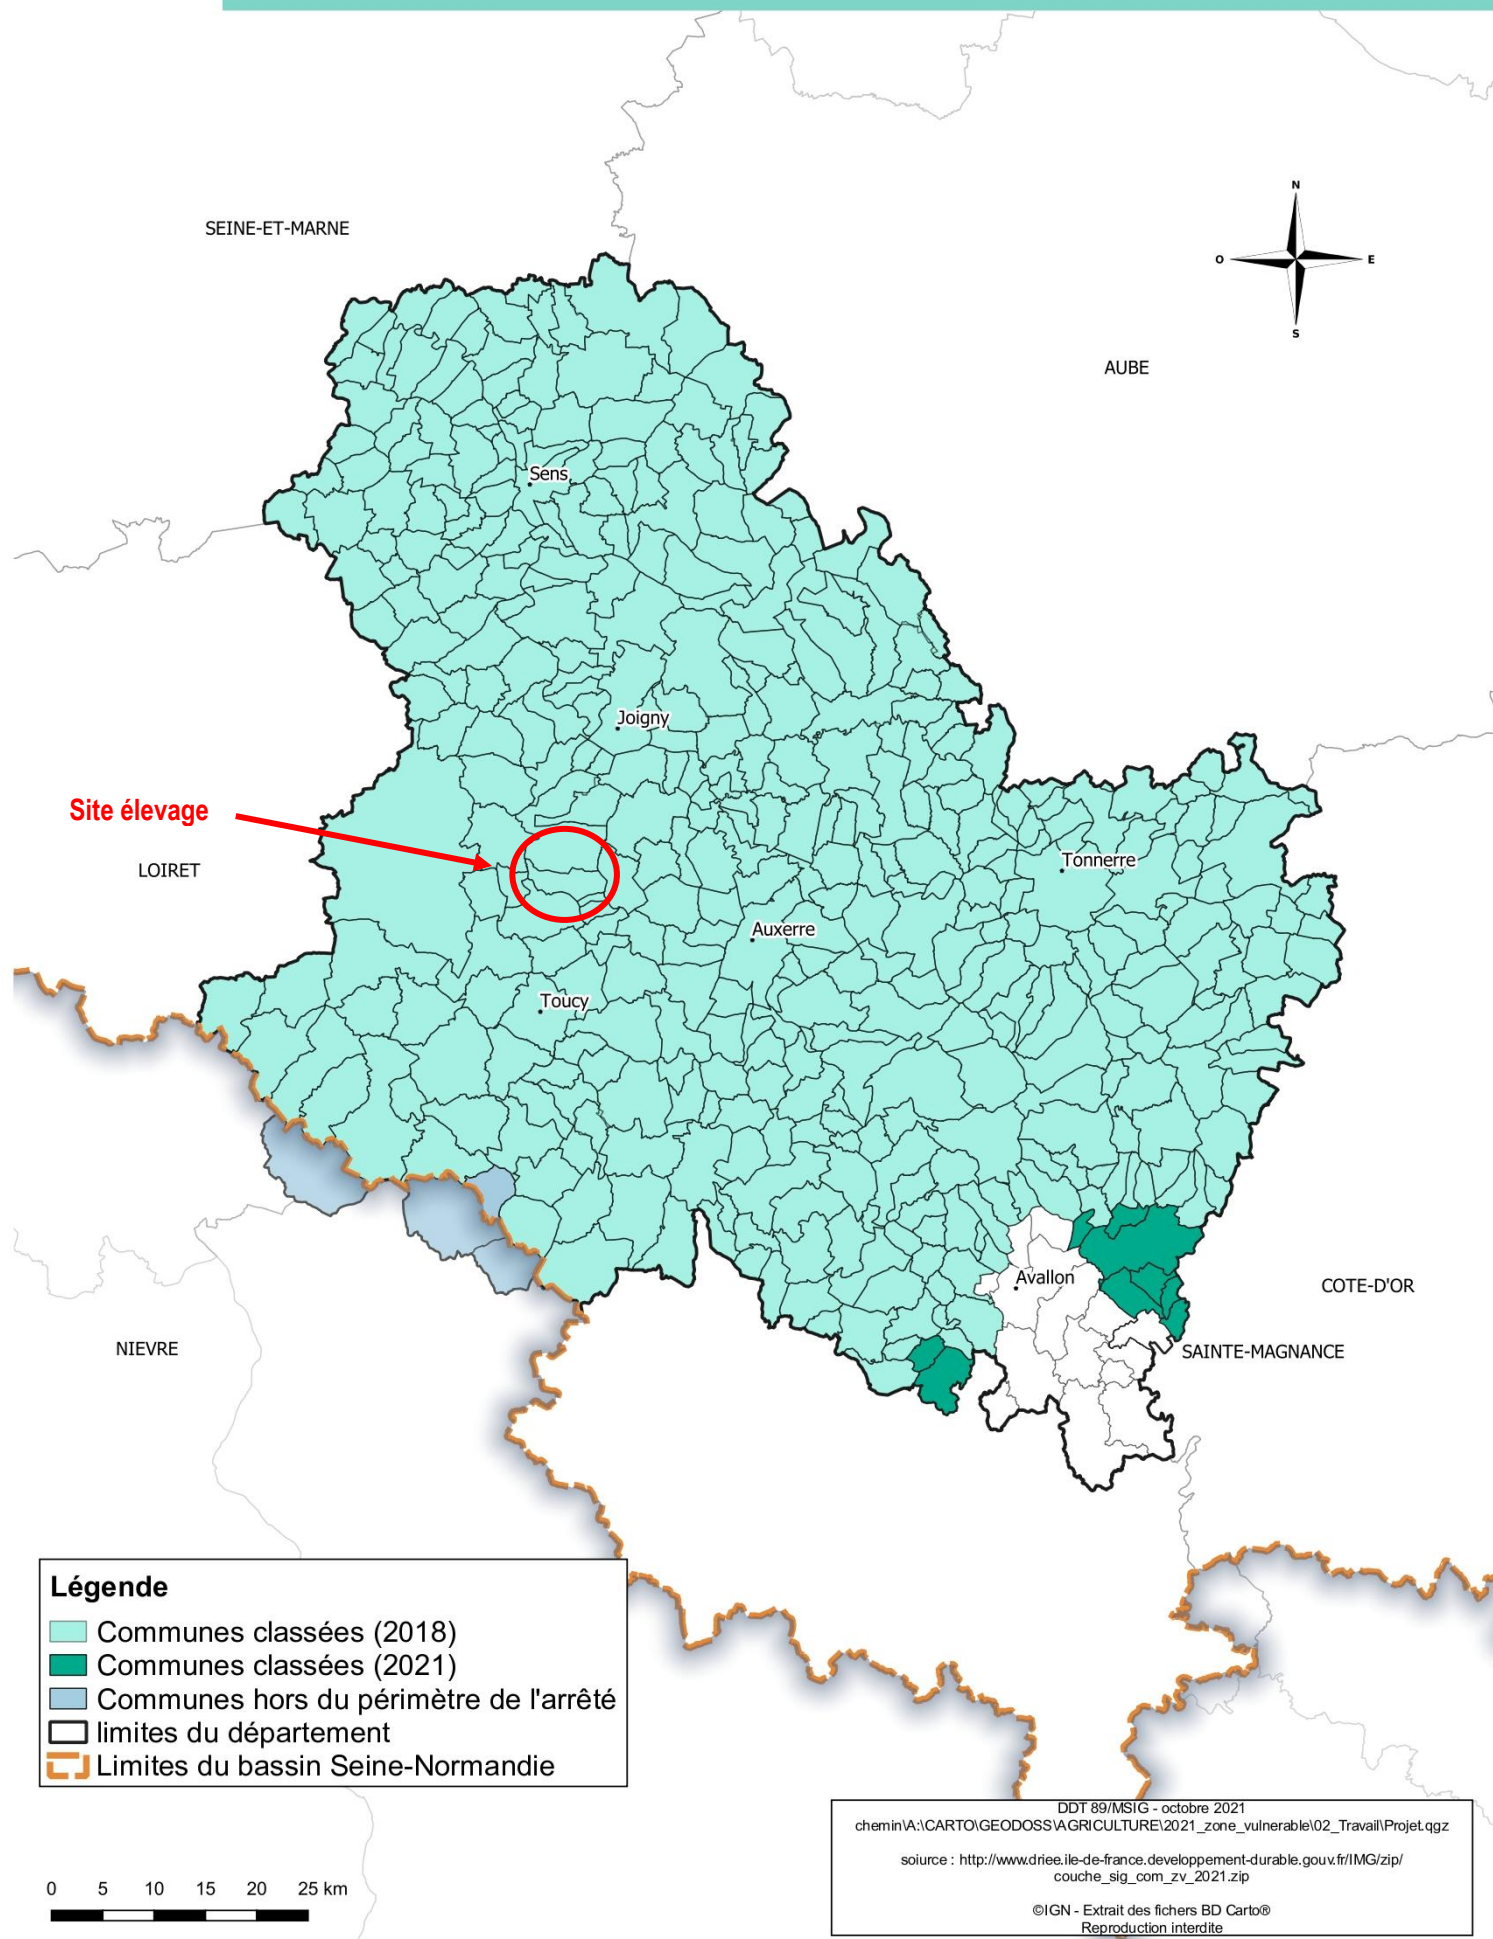 N
SEINE-ET-MARNE
O
E
S
AUBE
Sens
Joigny
Site élevage
LOIRET
Tonnerre
Auxerre
Toucy
Avallon
COTE-D'OR
NIEVRE
SAINTE-MAGNANCE
Légende
Communes classées (2018)
Communes classées (2021)
Communes hors du périmètre de l'arrêté
limites du département
Limites du bassin Seine-Normandie
DDT 89/MSIG - octobre 2021
chemin\A:\CARTO\GEODOSS\AGRICULTURE\2021_zone_vulnerable\02_Travail\Projet.qgz
soiurce : http://www.driee.ile-de-france.developpement-durable.gouv.fr/IMG/zip/
couche_sig_com_zv_2021.zip
©IGN - Extrait des fichers BD Carto®
Reproduction interdite
0 5 10 15 20 25 km